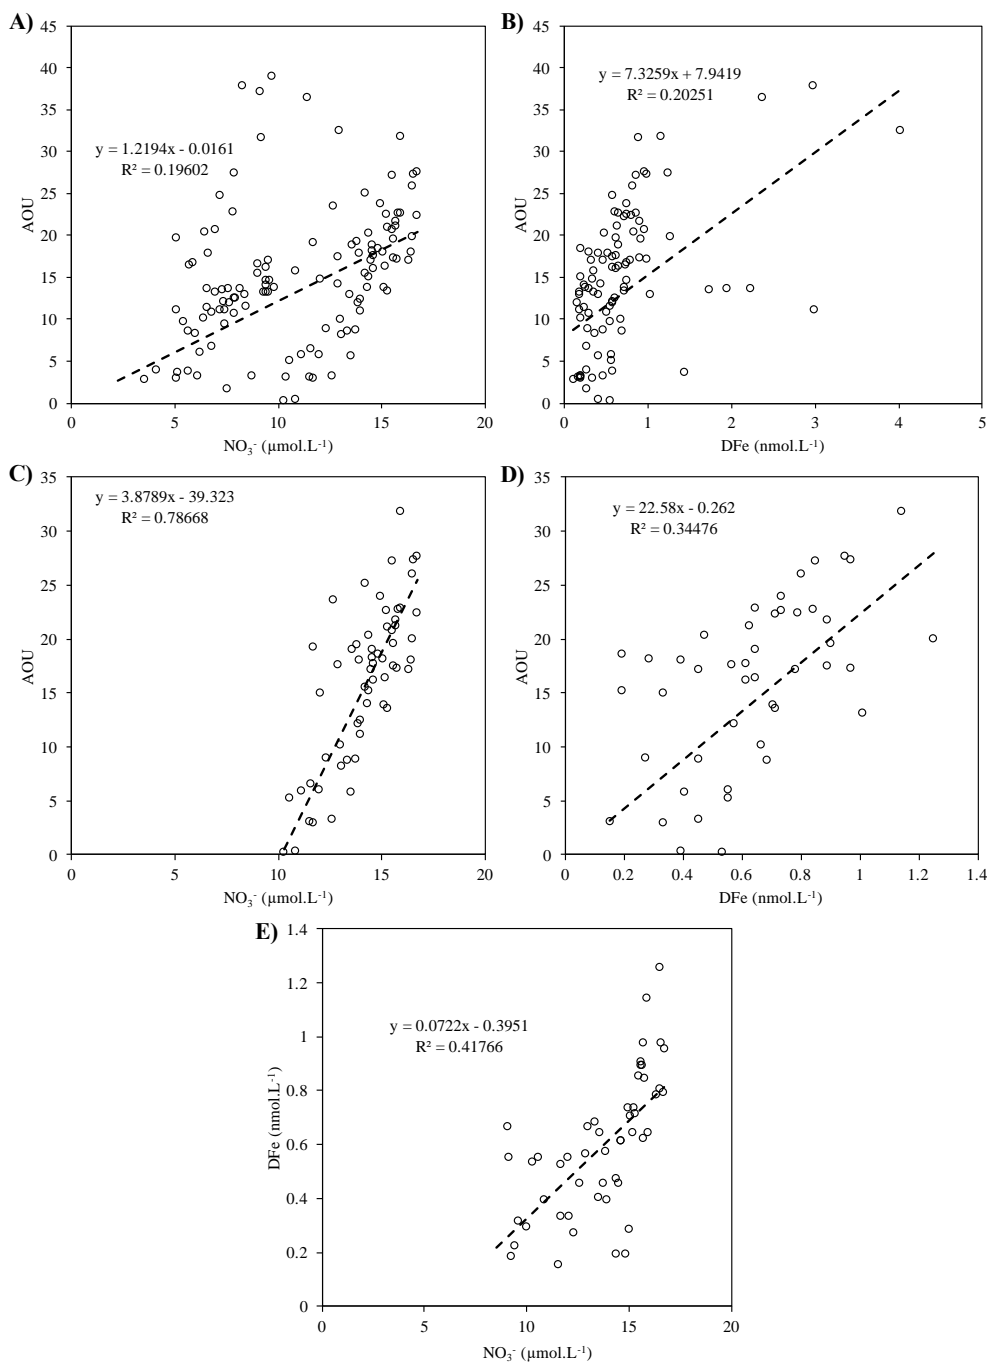 A)
45
40
35
30
25
20
15
10
5
0
AOU
y = 1.2194x - 0.0161
R² = 0.19602
0
5
10
15
20
NO₃⁻ (µmol.L⁻¹)
B)
45
40
35
30
25
20
15
10
5
0
AOU
y = 7.3259x + 7.9419
R² = 0.20251
0
1
2
3
4
5
DFe (nmol.L⁻¹)
C)
35
30
25
20
15
10
5
0
AOU
y = 3.8789x - 39.323
R² = 0.78668
0
5
10
15
20
NO₃⁻ (µmol.L⁻¹)
D)
35
30
25
20
15
10
5
0
AOU
y = 22.58x - 0.262
R² = 0.34476
0
0.2
0.4
0.6
0.8
1
1.2
1.4
DFe (nmol.L⁻¹)
E)
1.4
1.2
1
0.8
0.6
0.4
0.2
0
DFe (nmol.L⁻¹)
y = 0.0722x - 0.3951
R² = 0.41766
0
5
10
15
20
NO₃⁻ (µmol.L⁻¹)